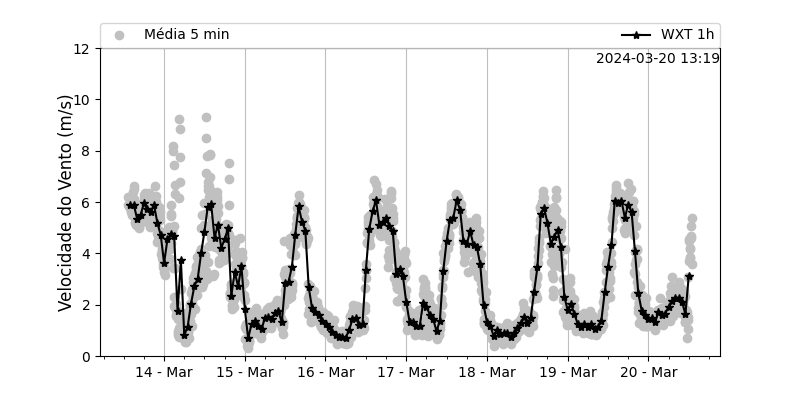 Média 5 min
WXT 1h
2024-03-20 13:19
Velocidade do Vento (m/s)
12
10
8
6
4
2
0
14 - Mar
15 - Mar
16 - Mar
17 - Mar
18 - Mar
19 - Mar
20 - Mar